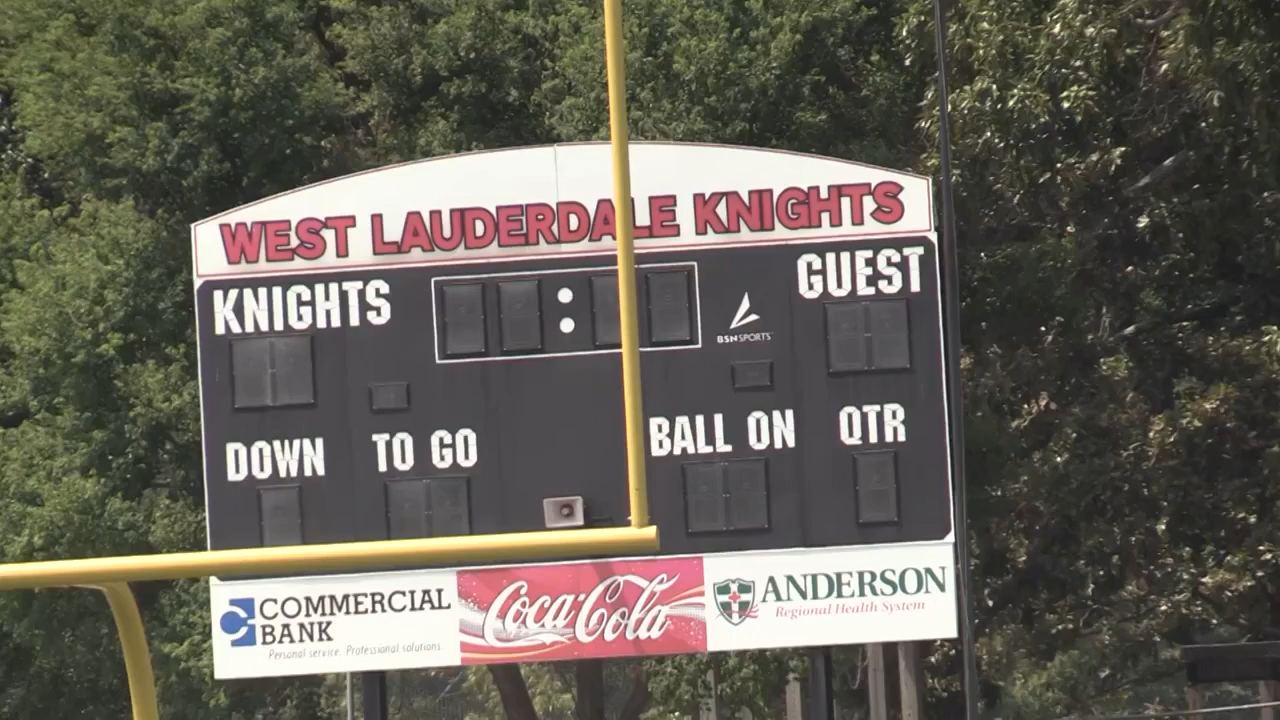 WEST LAUDERDALE KNIGHTS
KNIGHTS
:
GUEST
BSN SPORTS
DOWN
TO GO
BALL ON
QTR
COMMERCIAL
BANK
Personal service. Professional solutions.
Coca-Cola
ANDERSON
Regional Health System